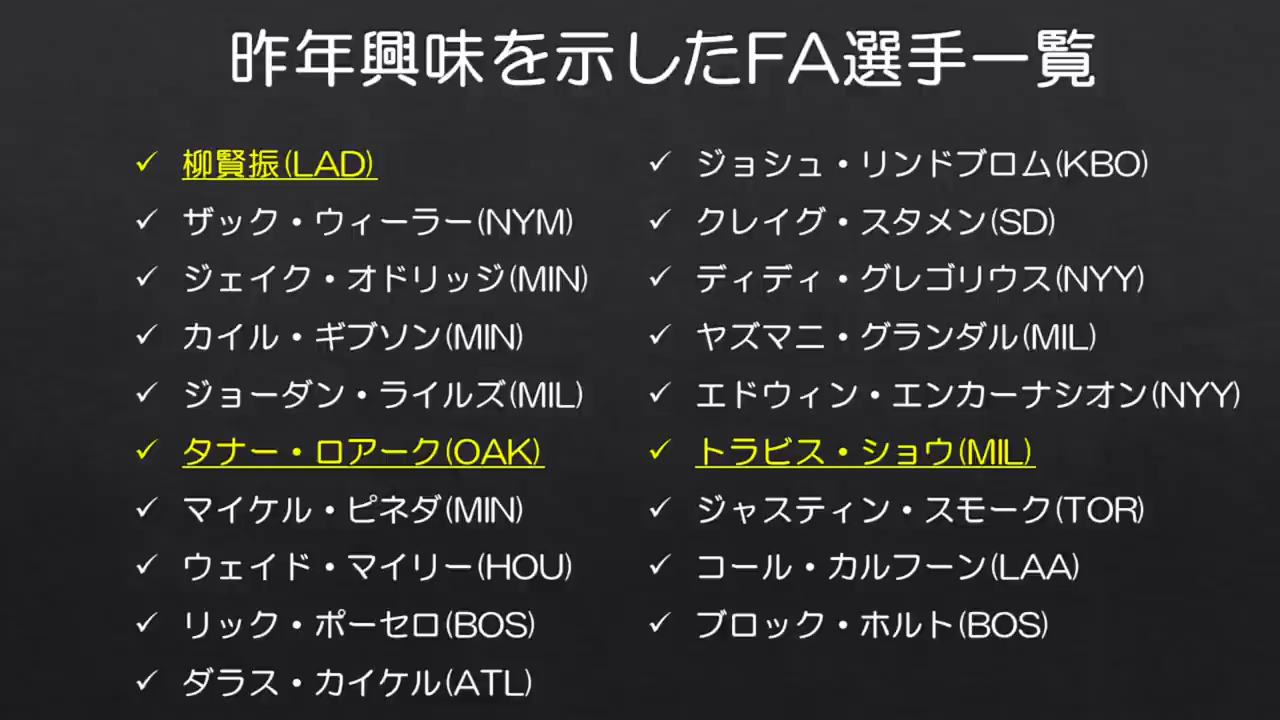 昨年興味を示したFA選手一覧
✓ 柳賢振(LAD)
✓ ザック・ウィーラー(NYM)
✓ ジェイク・オドリッジ(MIN)
✓ カイル・ギブソン(MIN)
✓ ジョーダン・ライルズ(MIL)
✓ タナー・ロアーク(OAK)
✓ マイケル・ピネダ(MIN)
✓ ウェイド・マイリー(HOU)
✓ リック・ポーセロ(BOS)
✓ ダラス・カイケル(ATL)
✓ ジョシュ・リンドブロム(KBO)
✓ クレイグ・スタメン(SD)
✓ ディディ・グレゴリウス(NYY)
✓ ヤズマニ・グランダル(MIL)
✓ エドウィン・エンカーナシオン(NYY)
✓ トラビス・ショウ(MIL)
✓ ジャスティン・スモーク(TOR)
✓ コール・カルフーン(LAA)
✓ ブロック・ホルト(BOS)